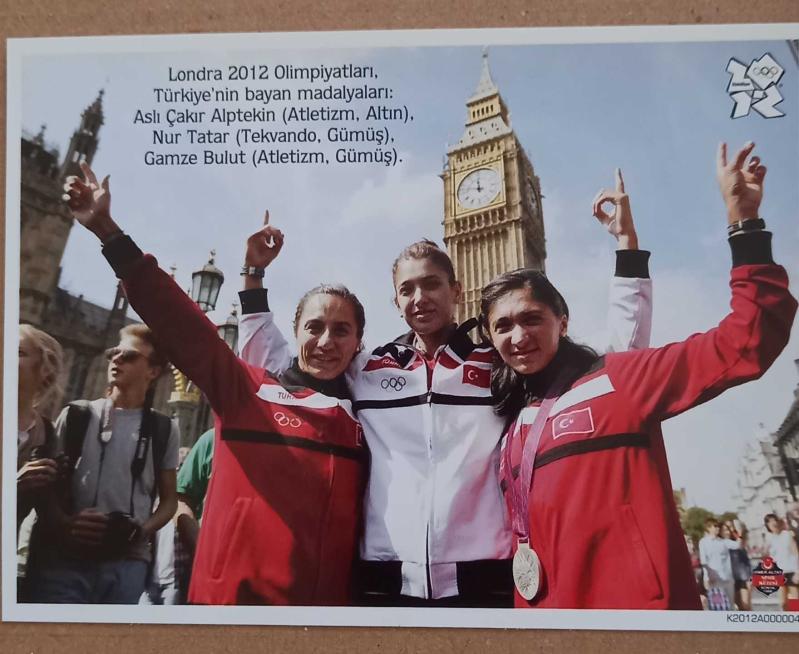 Londra 2012 Olimpiyatları,
Türkiye'nin bayan madalyaları:
Aslı Çakır Alptekin (Atletizm, Altın),
Nur Tatar (Tekvando, Gümüş),
Gamze Bulut (Atletizm, Gümüş).
K2012A000004